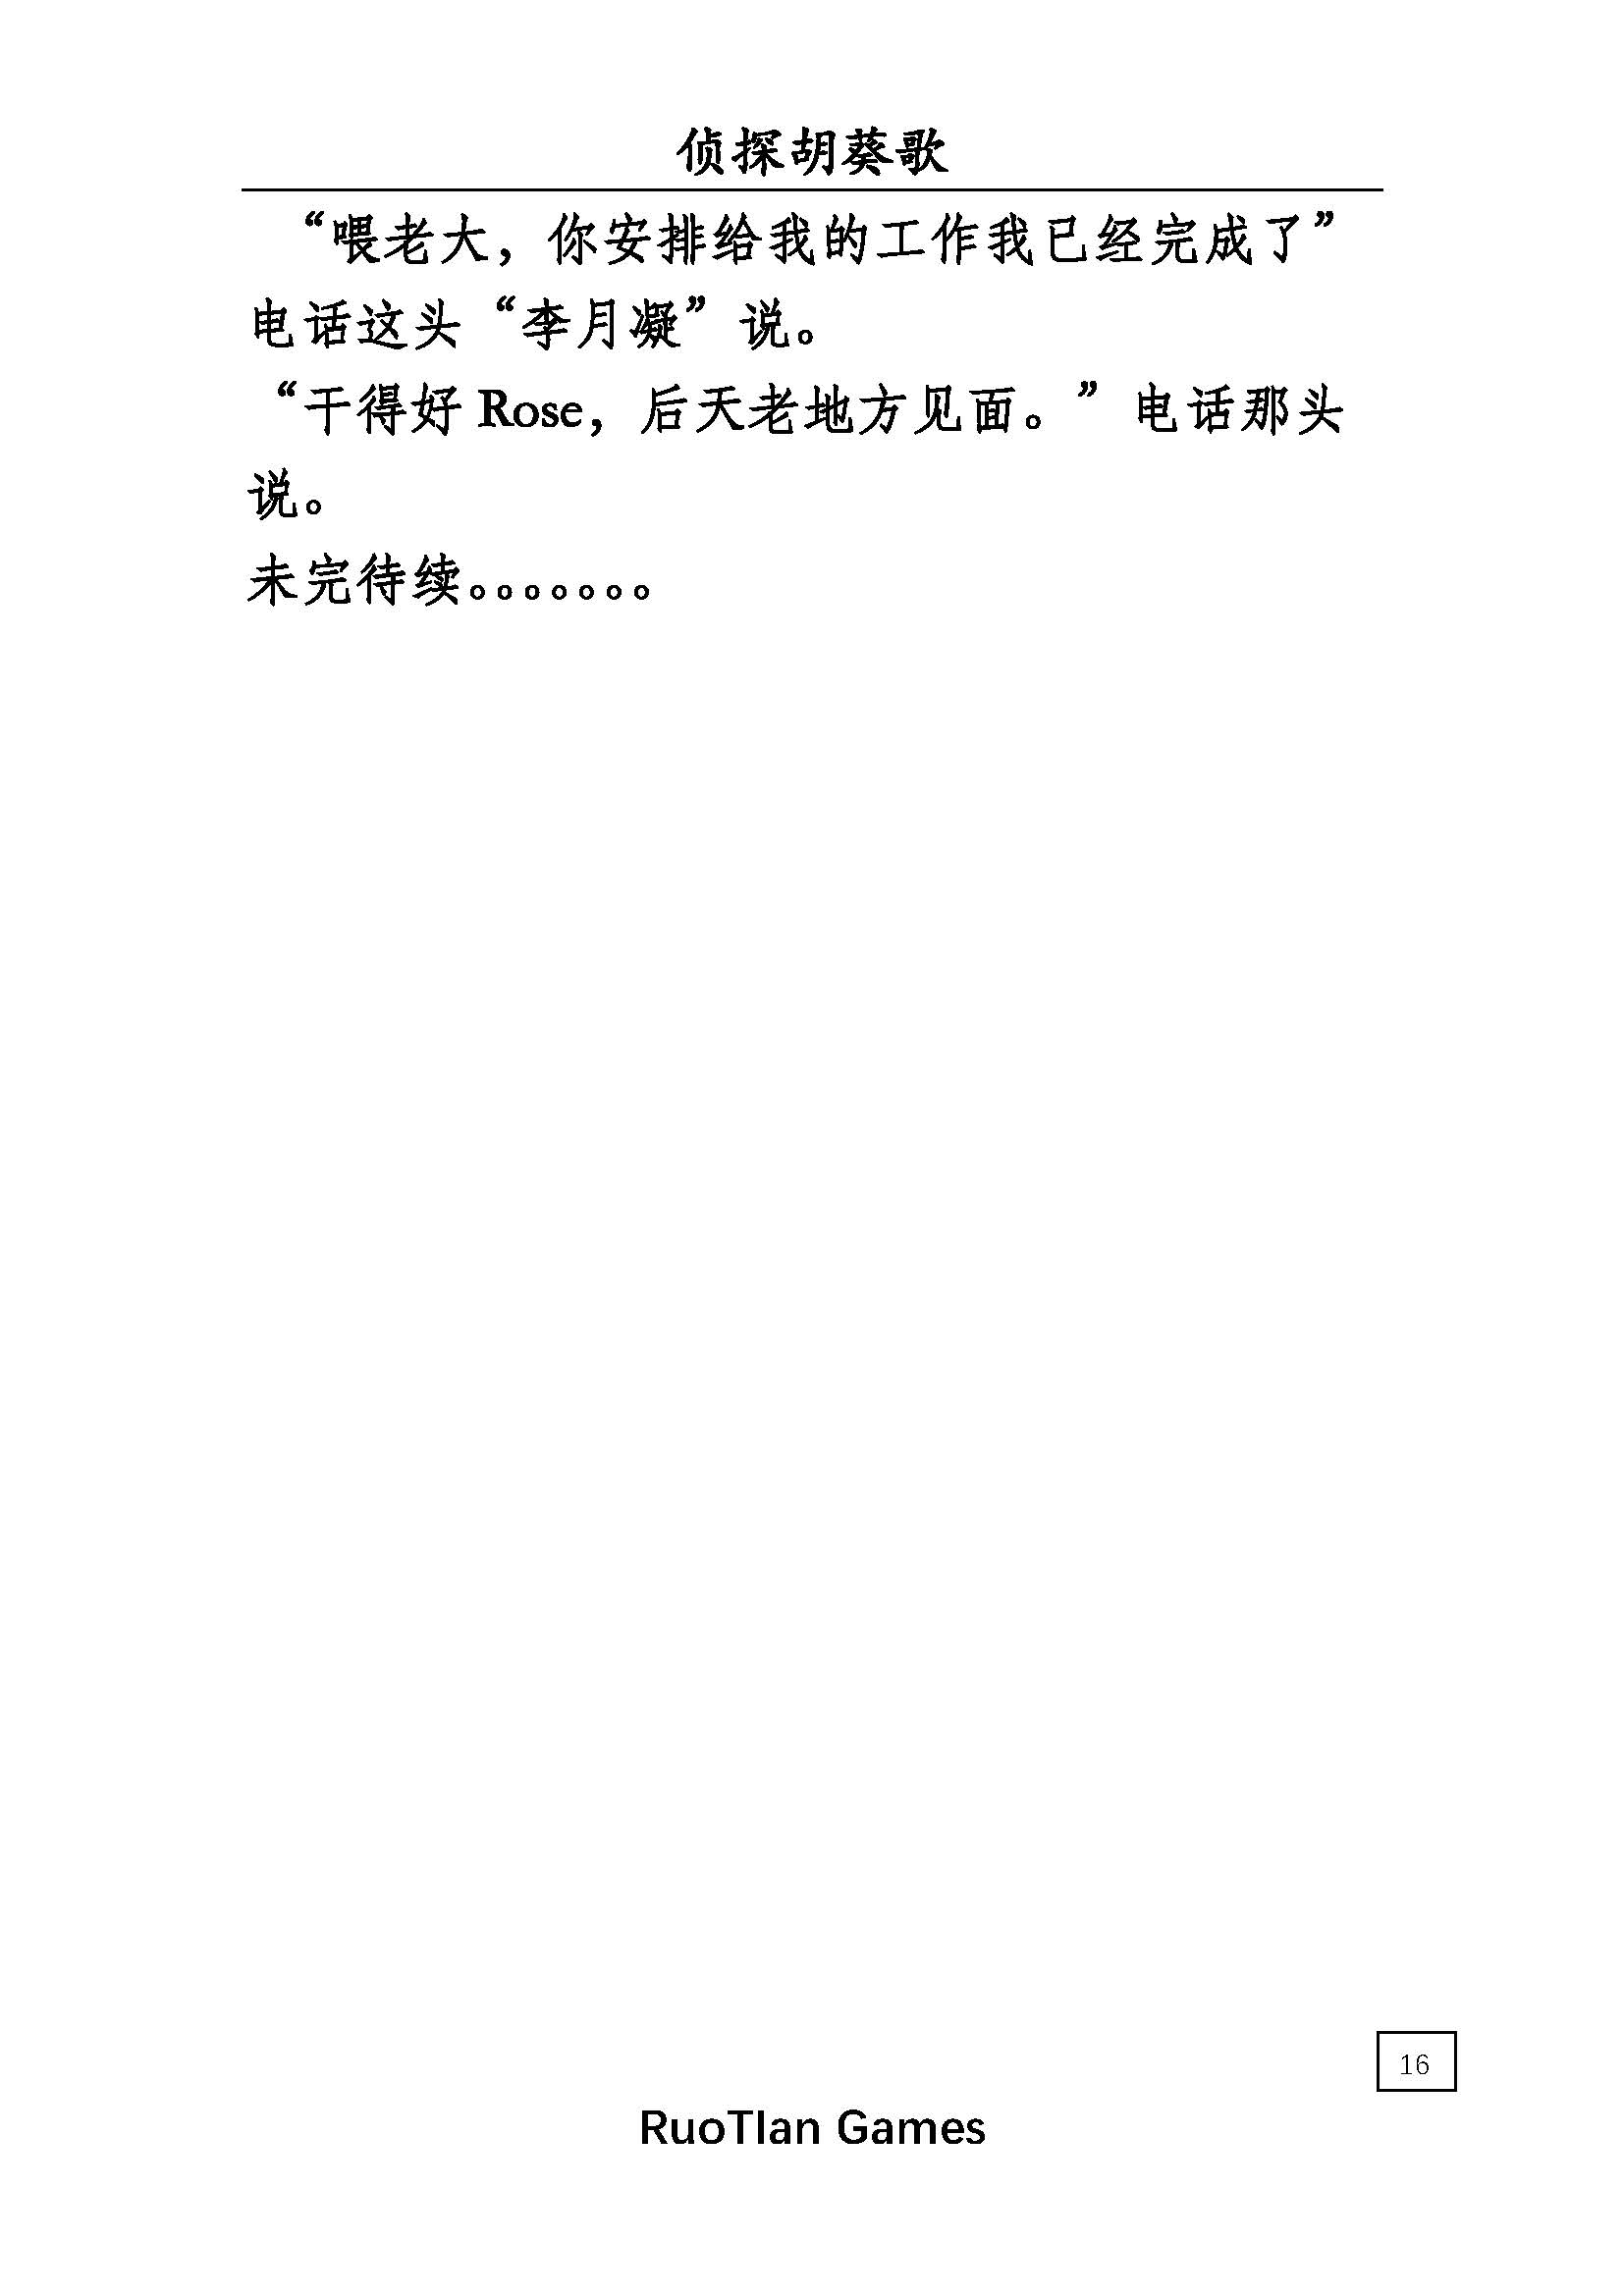 侦探胡葵歌
“喂老大，你安排给我的工作我已经完成了”
电话这头“李月凝”说。
“干得好 Rose，后天老地方见面。”电话那头
说。
未完待续。。。。。。。
16
RuoTIan Games